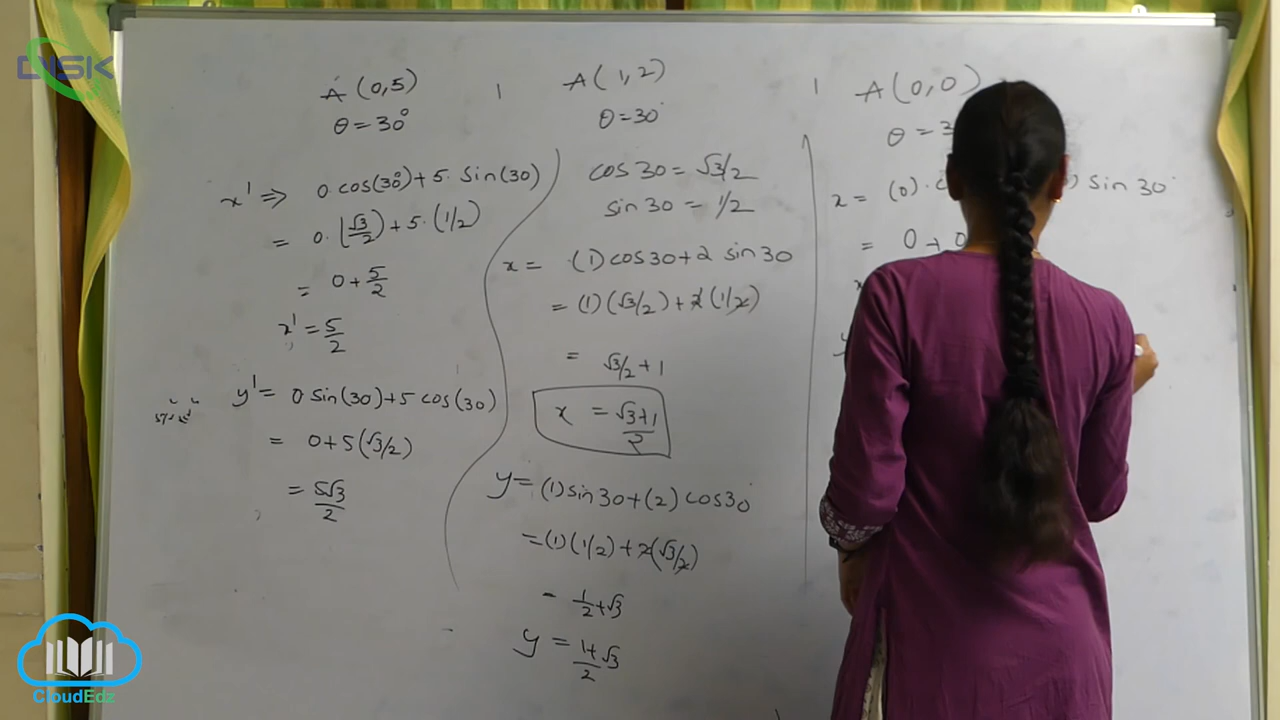 DISK
A (0,5)
θ = 30°
x' ⇒ 0 cos(30°) + 5. sin(30)
= 0. (√3/2) + 5. (1/2)
= 0 + 5/2
x' = 5/2
y' = 0 sin(30) + 5 cos(30)
= 0 + 5 (√3/2)
= 5√3/2
A (1,2)
θ = 30°
cos 30 = √3/2
sin 30 = 1/2
x = (1) cos 30 + 2 sin 30
= (1) (√3/2) + 2 (1/2)
= √3/2 + 1
x = √3+1/2
y = (1) sin 30 + (2) cos 30°
= (1) (1/2) + 2 (√3/2)
= 1/2 + √3
y = 1+√3/2
A (0,0)
θ = 3
x = (0). c ) sin 30°
= 0 + 0
CloudEdz